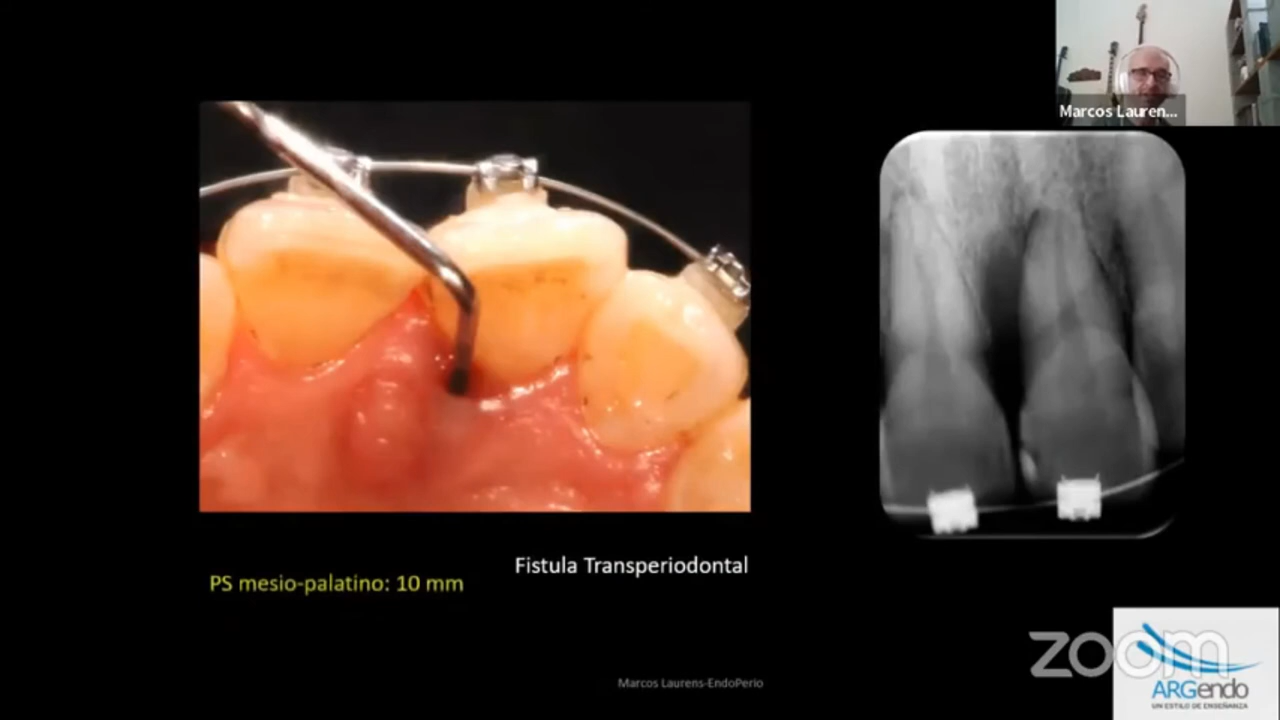 Marcos Lauren...
Fistula Transperiodontal
PS mesio-palatino: 10 mm
Marcos Laurens-EndoPerio
zoom
ARGendo
UN ESTILO DE ENSEÑANZA